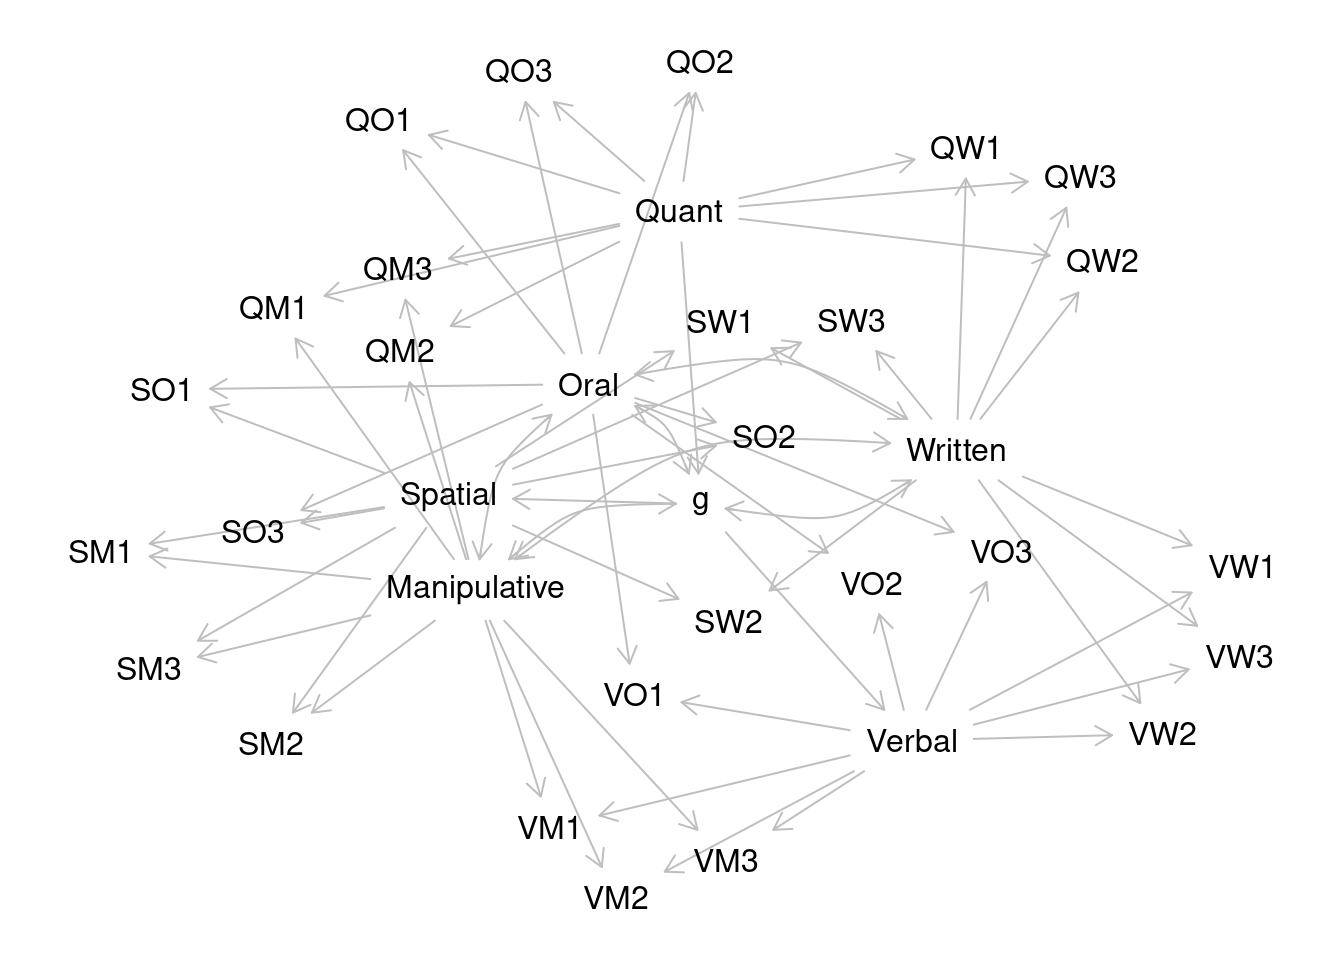 QO2
QO3
QO1
QW1
QW3
Quant
QW2
QM3
QM1
SW1
SW3
QM2
SO1
Oral
SO2
Written
Spatial
g
SO3
SM1
VO3
VW1
VO2
Manipulative
SW2
VW3
SM3
VO1
VW2
Verbal
SM2
VM1
VM3
VM2